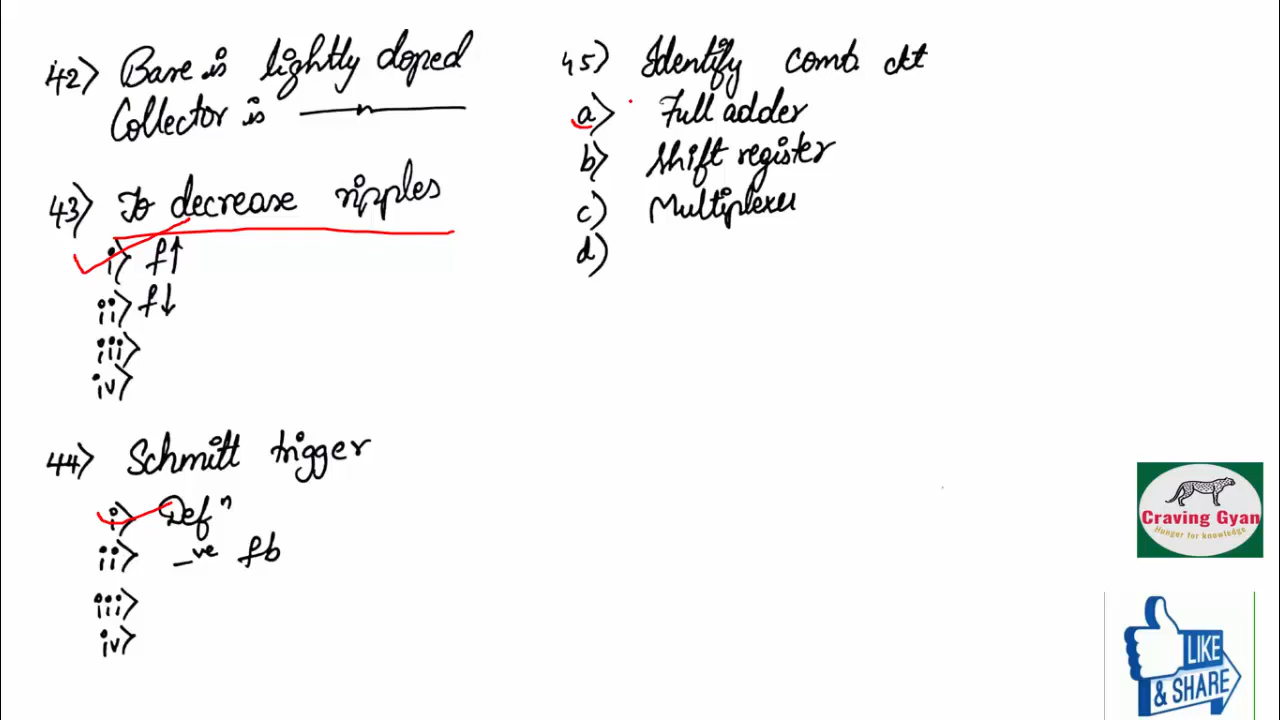 42) Base is lightly doped
Collector is —"—
43) To decrease ripples
i) f↑
ii) f↓
iii)
iv)
44) Schmitt trigger
i) Defⁿ
ii) –ve fb
iii)
iv)
45) Identify comb. ckt
a) Full adder
b) Shift register
c) Multiplexer
d)
Craving Gyan
Hunger for knowledge
LIKE
& SHARE